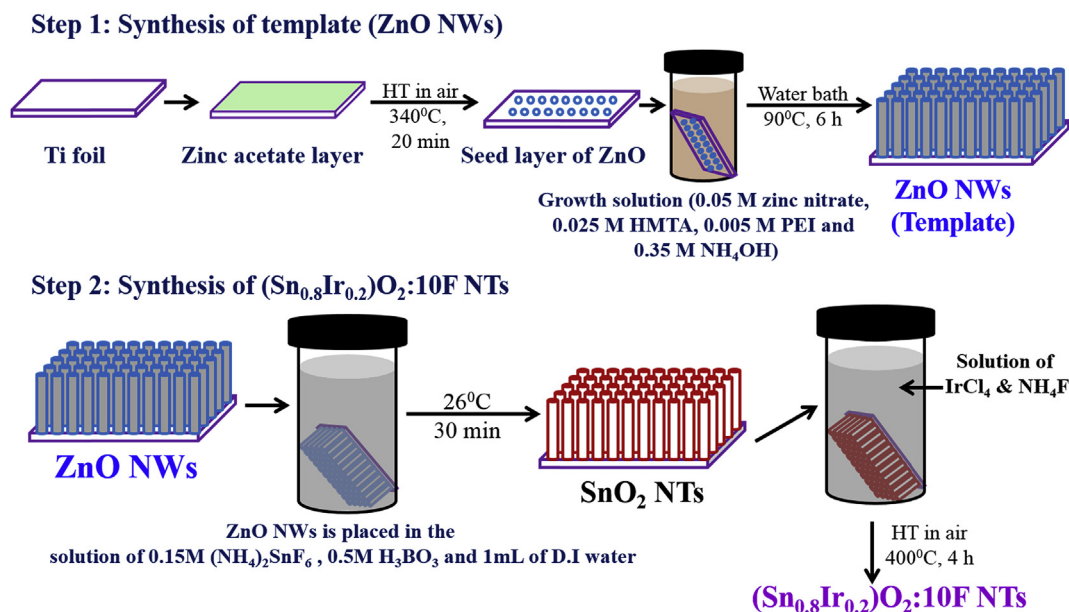 Step 1: Synthesis of template (ZnO NWs)
Ti foil
Zinc acetate layer
HT in air
340⁰C,
20 min
Seed layer of ZnO
Growth solution (0.05 M zinc nitrate,
0.025 M HMTA, 0.005 M PEI and
0.35 M NH₄OH)
Water bath
90⁰C, 6 h
ZnO NWs
(Template)
Step 2: Synthesis of (Sn₀.₈Ir₀.₂)O₂:10F NTs
ZnO NWs
ZnO NWs is placed in the
solution of 0.15M (NH₄)₂SnF₆ , 0.5M H₃BO₃ and 1mL of D.I water
26⁰C
30 min
SnO₂ NTs
Solution of
IrCl₄ & NH₄F
HT in air
400⁰C, 4 h
(Sn₀.₈Ir₀.₂)O₂:10F NTs